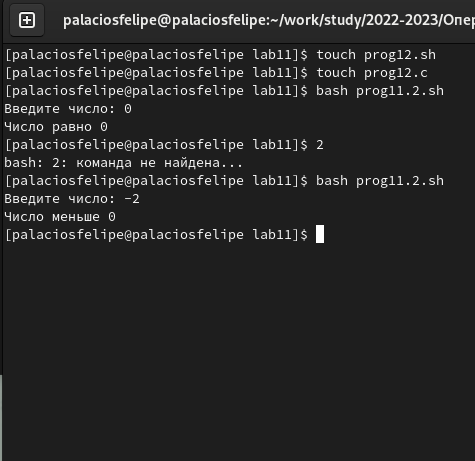 palaciosfelipe@palaciosfelipe:~/work/study/2022-2023/Опер
[palaciosfelipe@palaciosfelipe lab11]$ touch prog12.sh
[palaciosfelipe@palaciosfelipe lab11]$ touch prog12.c
[palaciosfelipe@palaciosfelipe lab11]$ bash prog11.2.sh
Введите число: 0
Число равно 0
[palaciosfelipe@palaciosfelipe lab11]$ 2
bash: 2: команда не найдена...
[palaciosfelipe@palaciosfelipe lab11]$ bash prog11.2.sh
Введите число: -2
Число меньше 0
[palaciosfelipe@palaciosfelipe lab11]$